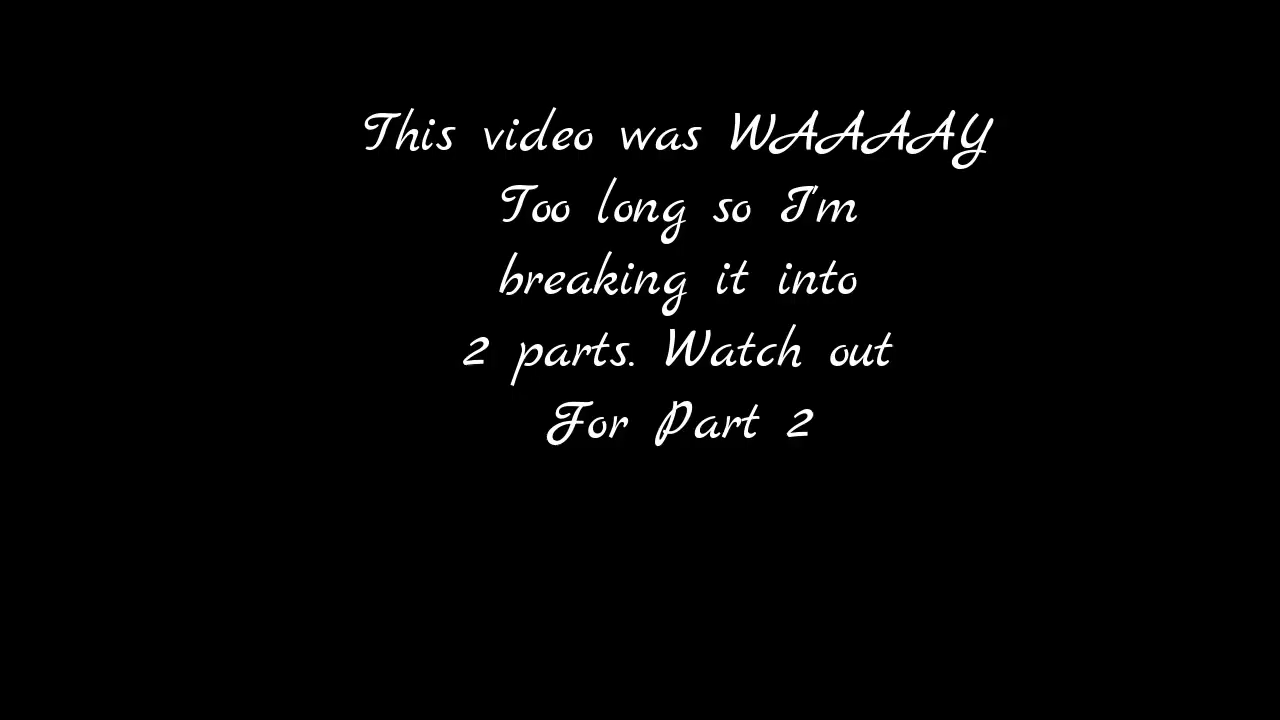 This video was WAAAAY
Too long so I'm
breaking it into
2 parts. Watch out
For Part 2